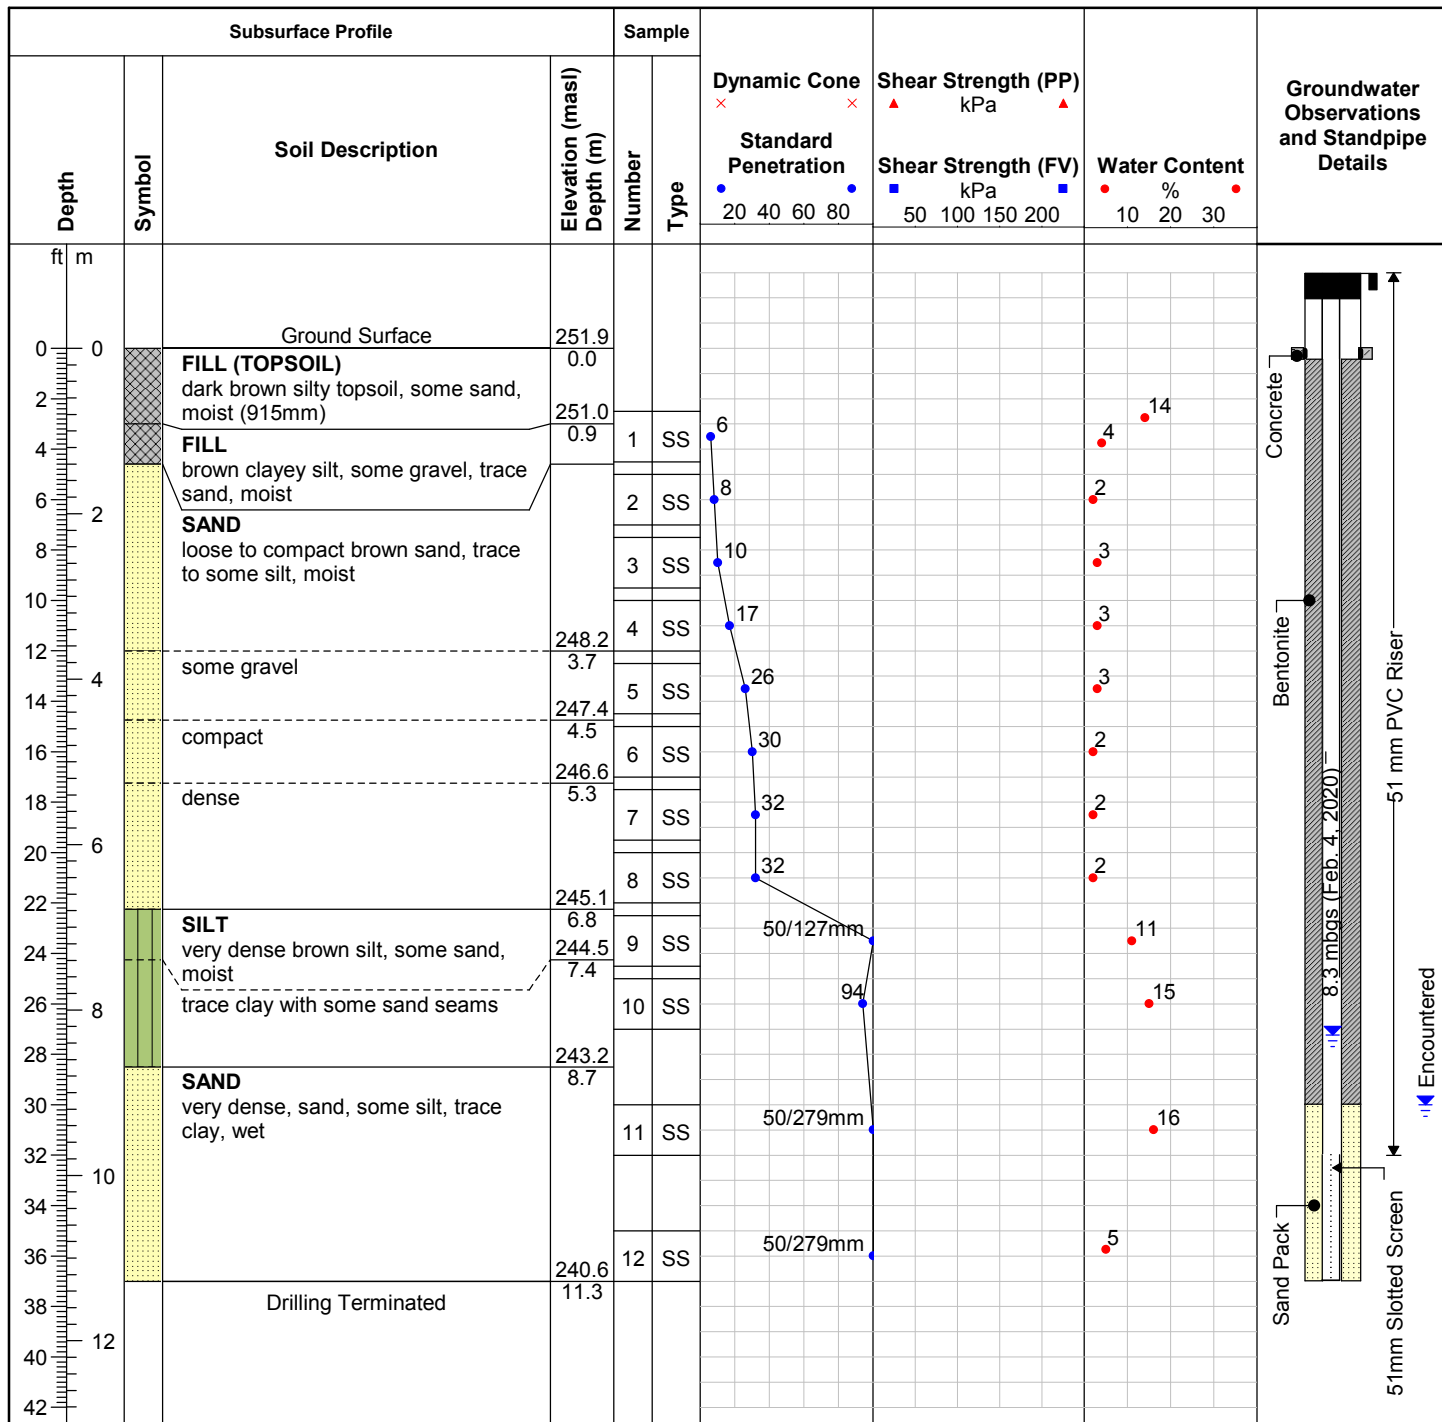 Subsurface Profile
Sample
Depth
Symbol
Soil Description
Elevation (masl)
Depth (m)
Number
Type
Dynamic Cone
Standard
Penetration
20 40 60 80
Shear Strength (PP)
kPa
Shear Strength (FV)
kPa
50 100 150 200
Water Content
%
10 20 30
Groundwater
Observations
and Standpipe
Details
ft m
Ground Surface 251.9
0 0 0.0
FILL (TOPSOIL)
dark brown silty topsoil, some sand,
moist (915mm)
2 251.0
0.9
14
FILL
brown clayey silt, some gravel, trace
sand, moist
4 1 SS 6 4
6 2 SS 8 2
2
SAND
loose to compact brown sand, trace
to some silt, moist
8 3 SS 10 3
10 4 SS 17 3
248.2
12 3.7
some gravel
4
14 5 SS 26 3
247.4
4.5
compact
16 6 SS 30 2
246.6
5.3
dense
18 7 SS 32 2
20 6
8 SS 32 2
245.1
22 6.8
SILT
very dense brown silt, some sand,
moist
24 244.5 9 SS 50/127mm 11
7.4
trace clay with some sand seams
26 8 10 SS 94 15
28 243.2
8.7
SAND
very dense, sand, some silt, trace
clay, wet
30 11 SS 50/279mm 16
32
10
34
36 240.6 12 SS 50/279mm 5
11.3
Drilling Terminated
38
12
40
42
Concrete
Bentonite
Sand Pack
8.3 mbgs (Feb. 4, 2020)
51 mm PVC Riser
51mm Slotted Screen
Encountered